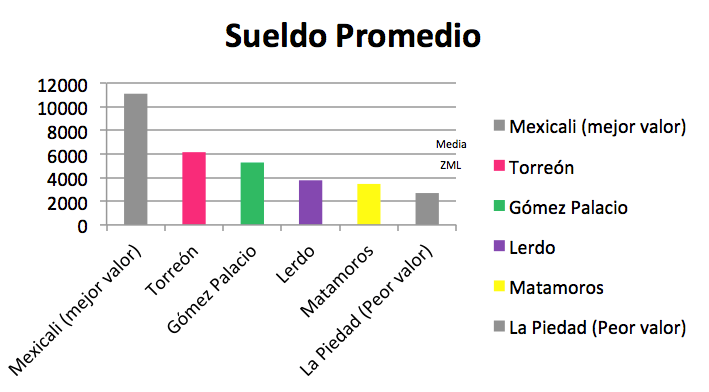 Sueldo Promedio
12000
10000
8000
6000
4000
2000
0
Media
ZML
Mexicali (mejor valor)
Torreón
Gómez Palacio
Lerdo
Matamoros
La Piedad (Peor valor)
Mexicali (mejor valor)
Torreón
Gómez Palacio
Lerdo
Matamoros
La Piedad (Peor valor)